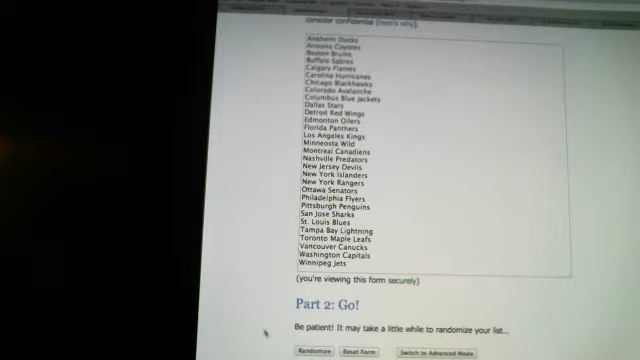 consider confidential (here's why).
Anaheim Ducks
Arizona Coyotes
Boston Bruins
Buffalo Sabres
Calgary Flames
Carolina Hurricanes
Chicago Blackhawks
Colorado Avalanche
Columbus Blue Jackets
Dallas Stars
Detroit Red Wings
Edmonton Oilers
Florida Panthers
Los Angeles Kings
Minneosta Wild
Montreal Canadiens
Nashville Predators
New Jersey Devils
New York Islanders
New York Rangers
Ottawa Senators
Philadelphia Flyers
Pittsburgh Penguins
San Jose Sharks
St. Louis Blues
Tampa Bay Lightning
Toronto Maple Leafs
Vancouver Canucks
Washington Capitals
Winnipeg Jets
(you're viewing this form securely)
Part 2: Go!
Be patient! It may take a little while to randomize your list...
Randomize Reset Form Switch to Advanced Mode